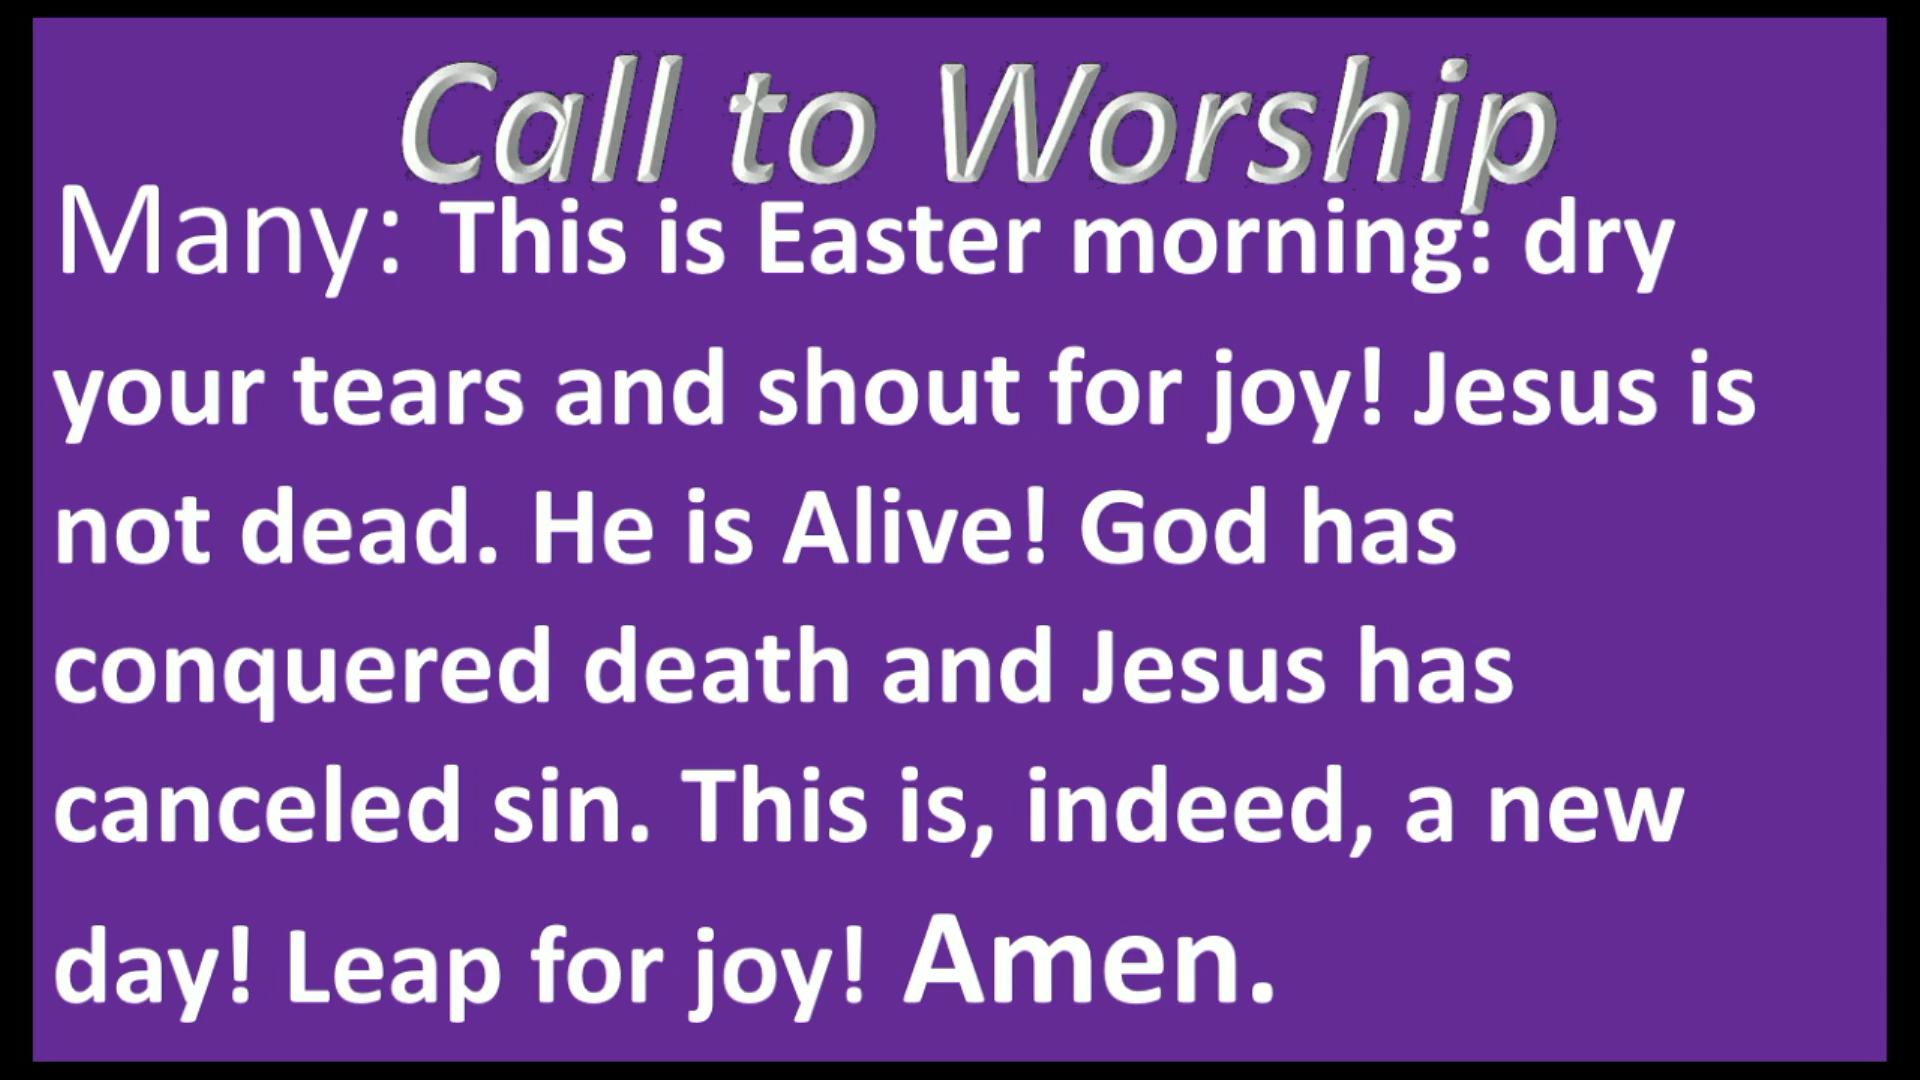 Call to Worship
Many: This is Easter morning: dry
your tears and shout for joy! Jesus is
not dead. He is Alive! God has
conquered death and Jesus has
canceled sin. This is, indeed, a new
day! Leap for joy! Amen.